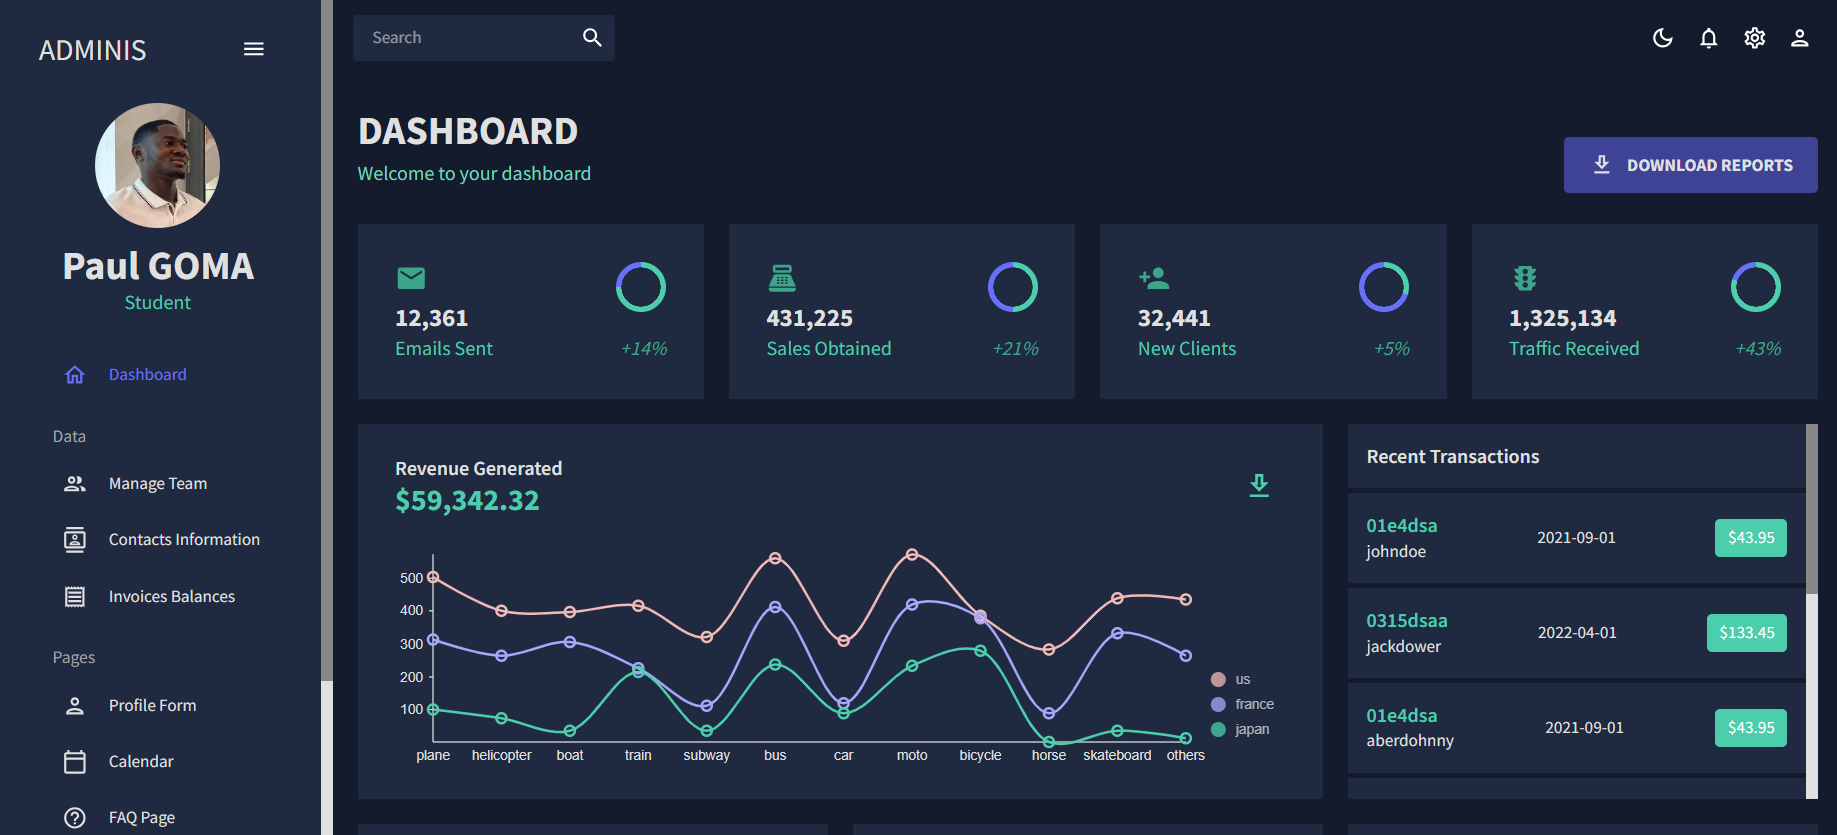 ADMINIS
Paul GOMA
Student
Dashboard
Data
Manage Team
Contacts Information
Invoices Balances
Pages
Profile Form
Calendar
FAQ Page
Search
DASHBOARD
Welcome to your dashboard
DOWNLOAD REPORTS
12,361
Emails Sent
+14%
431,225
Sales Obtained
+21%
32,441
New Clients
+5%
1,325,134
Traffic Received
+43%
Revenue Generated
$59,342.32
500
400
300
200
100
plane helicopter boat train subway bus car moto bicycle horse skateboard others
us
france
japan
Recent Transactions
01e4dsa
johndoe
2021-09-01
$43.95
0315dsaa
jackdower
2022-04-01
$133.45
01e4dsa
aberdohnny
2021-09-01
$43.95